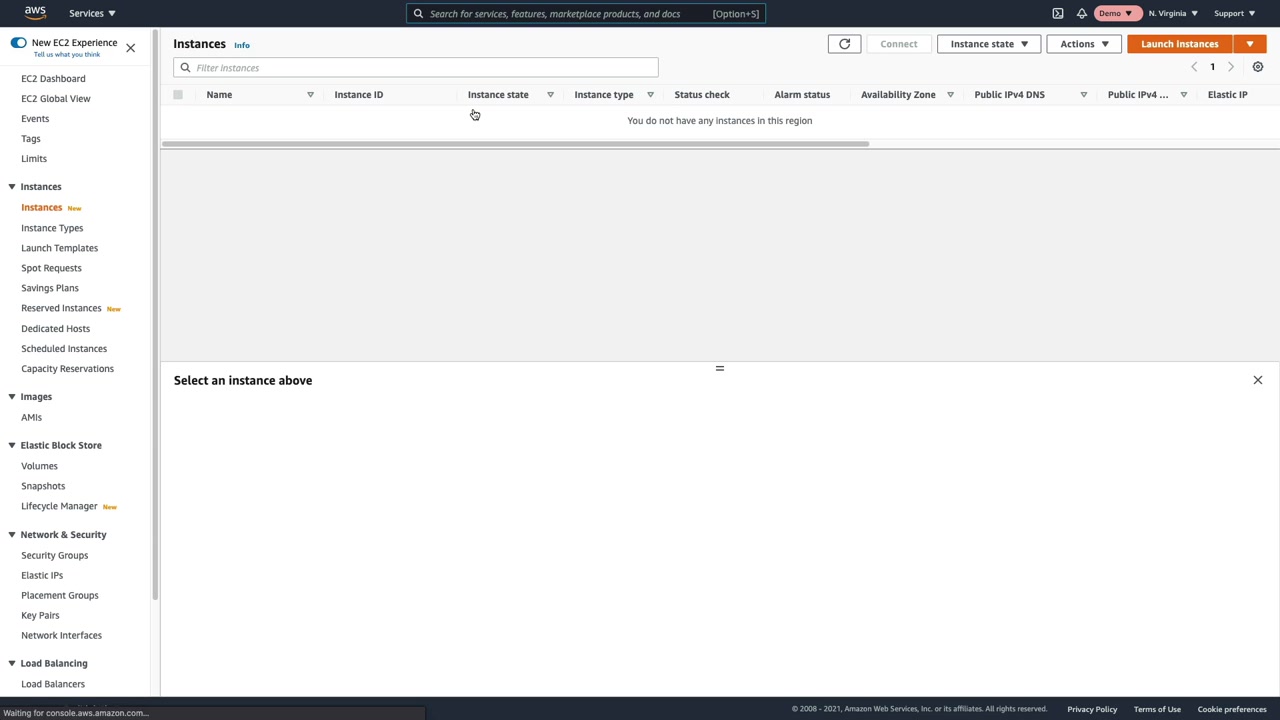 aws Services Search for services, features, marketplace products, and docs [Option+S] Demo N. Virginia Support
New EC2 Experience
Tell us what you think
EC2 Dashboard
EC2 Global View
Events
Tags
Limits
Instances
Instances New
Instance Types
Launch Templates
Spot Requests
Savings Plans
Reserved Instances New
Dedicated Hosts
Scheduled Instances
Capacity Reservations
Images
AMIs
Elastic Block Store
Volumes
Snapshots
Lifecycle Manager New
Network & Security
Security Groups
Elastic IPs
Placement Groups
Key Pairs
Network Interfaces
Load Balancing
Load Balancers
Instances Info Connect Instance state Actions Launch instances
Filter instances 1
Name Instance ID Instance state Instance type Status check Alarm status Availability Zone Public IPv4 DNS Public IPv4 ... Elastic IP
You do not have any instances in this region
Select an instance above
Waiting for console.aws.amazon.com...
© 2008 - 2021, Amazon Web Services, Inc. or its affiliates. All rights reserved. Privacy Policy Terms of Use Cookie preferences